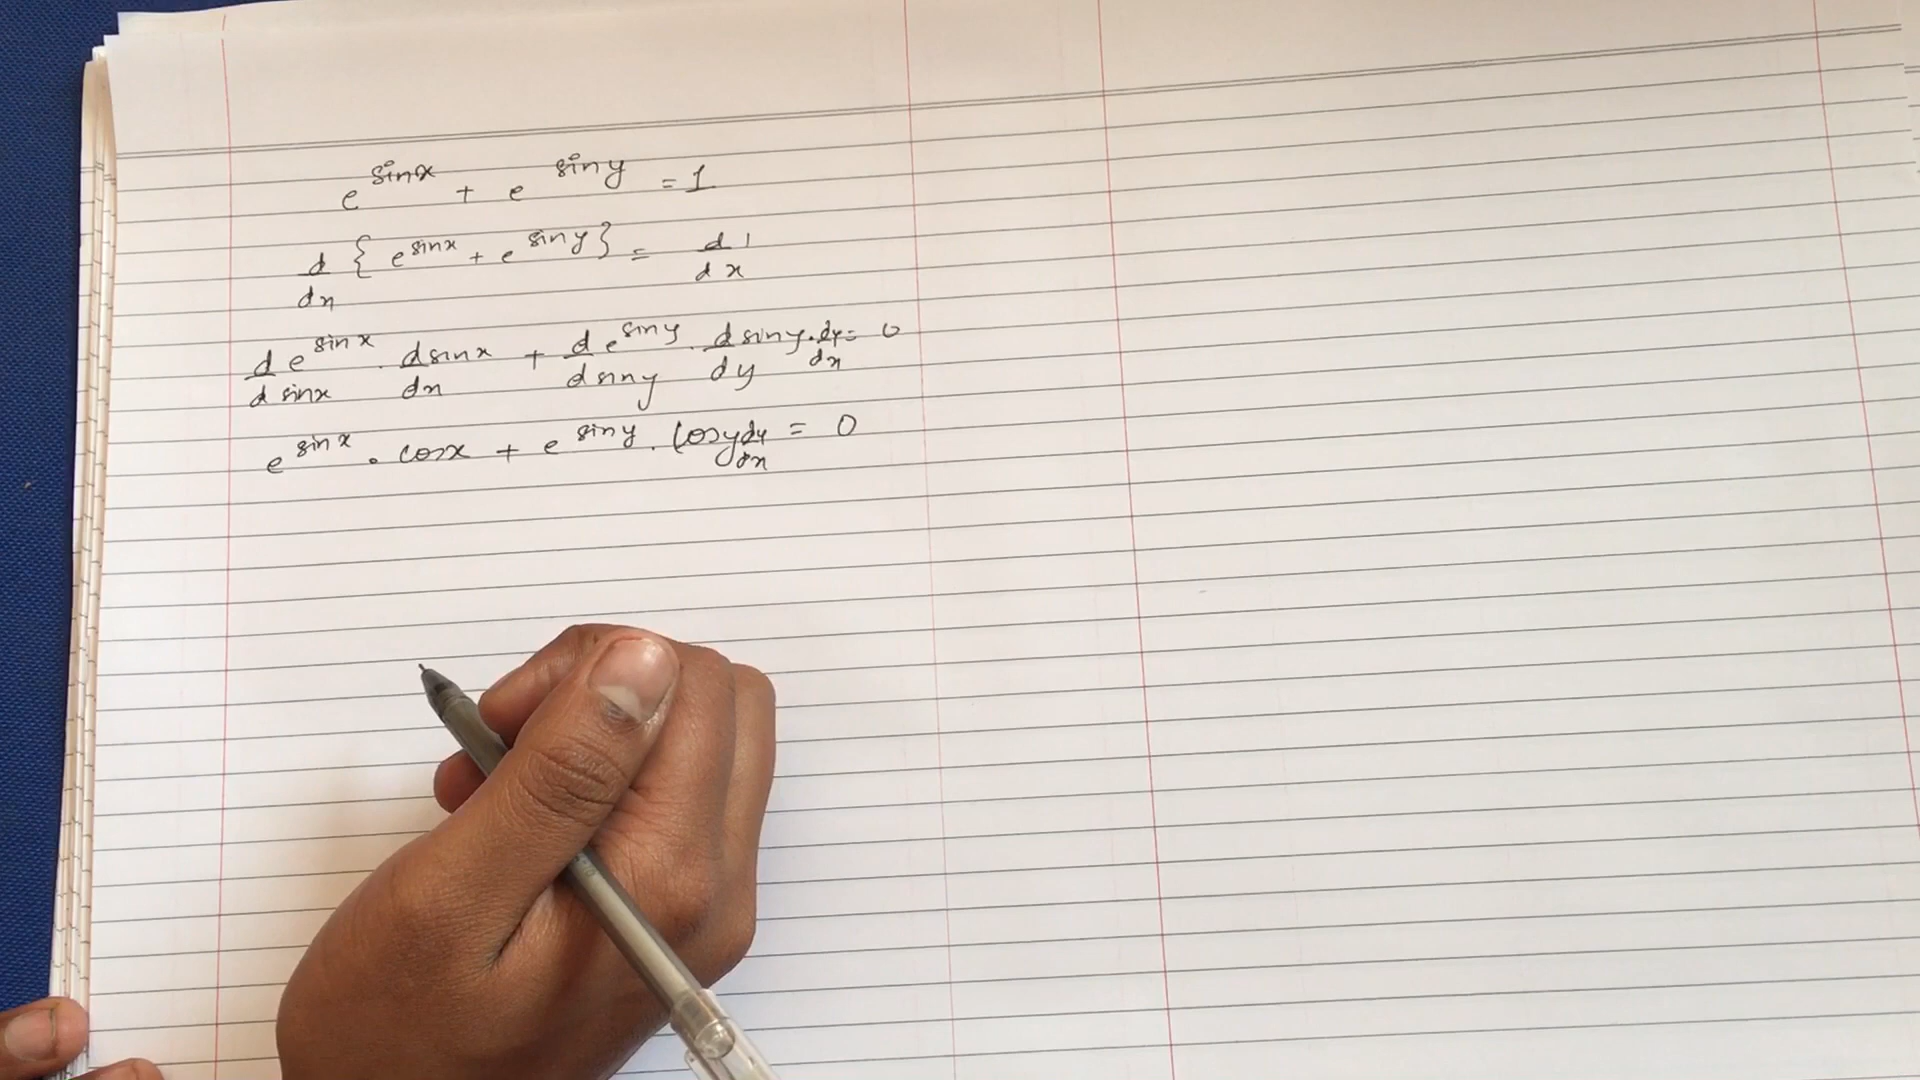 e^sinx + e^siny = 1
d/dx { e^sinx + e^siny } = d1/dx
d e^sinx/d sinx . d sinx/dx + d e^siny/d siny . d siny/dy . dy/dx = 0
e^sinx . cosx + e^siny . cosy dy/dx = 0